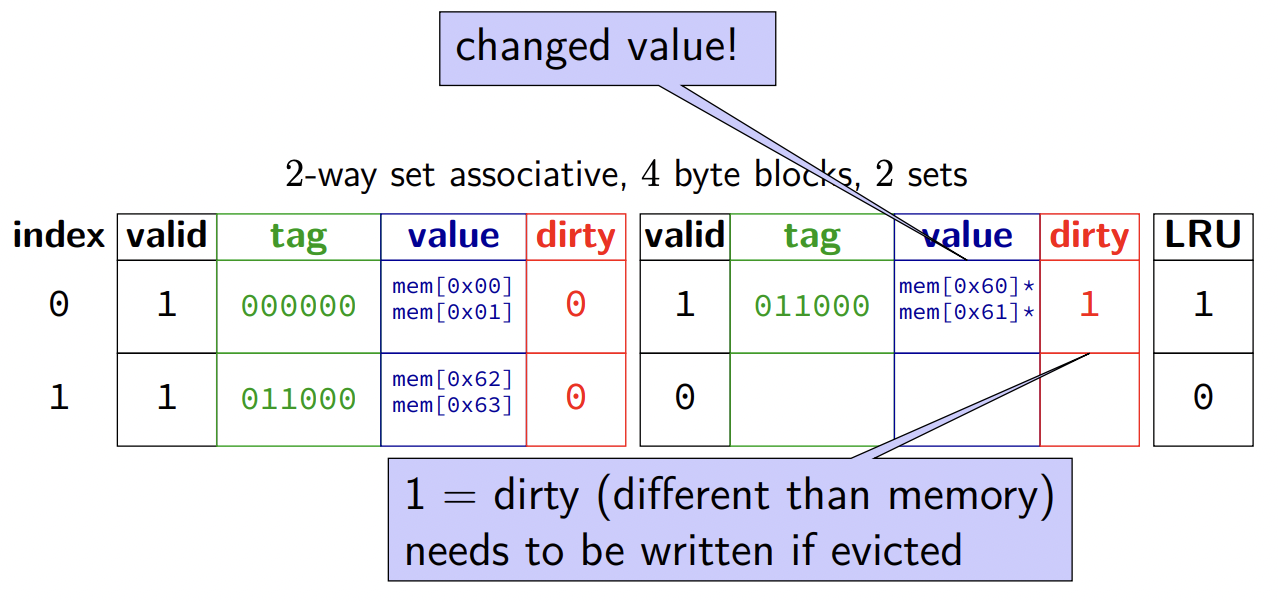 changed value!
2-way set associative, 4 byte blocks, 2 sets
index valid tag value dirty valid tag value dirty LRU
0 1 000000 mem[0x00] 0 1 011000 mem[0x60]* 1 1
mem[0x01] mem[0x61]*
1 1 011000 mem[0x62] 0 0 0
mem[0x63]
1 = dirty (different than memory)
needs to be written if evicted